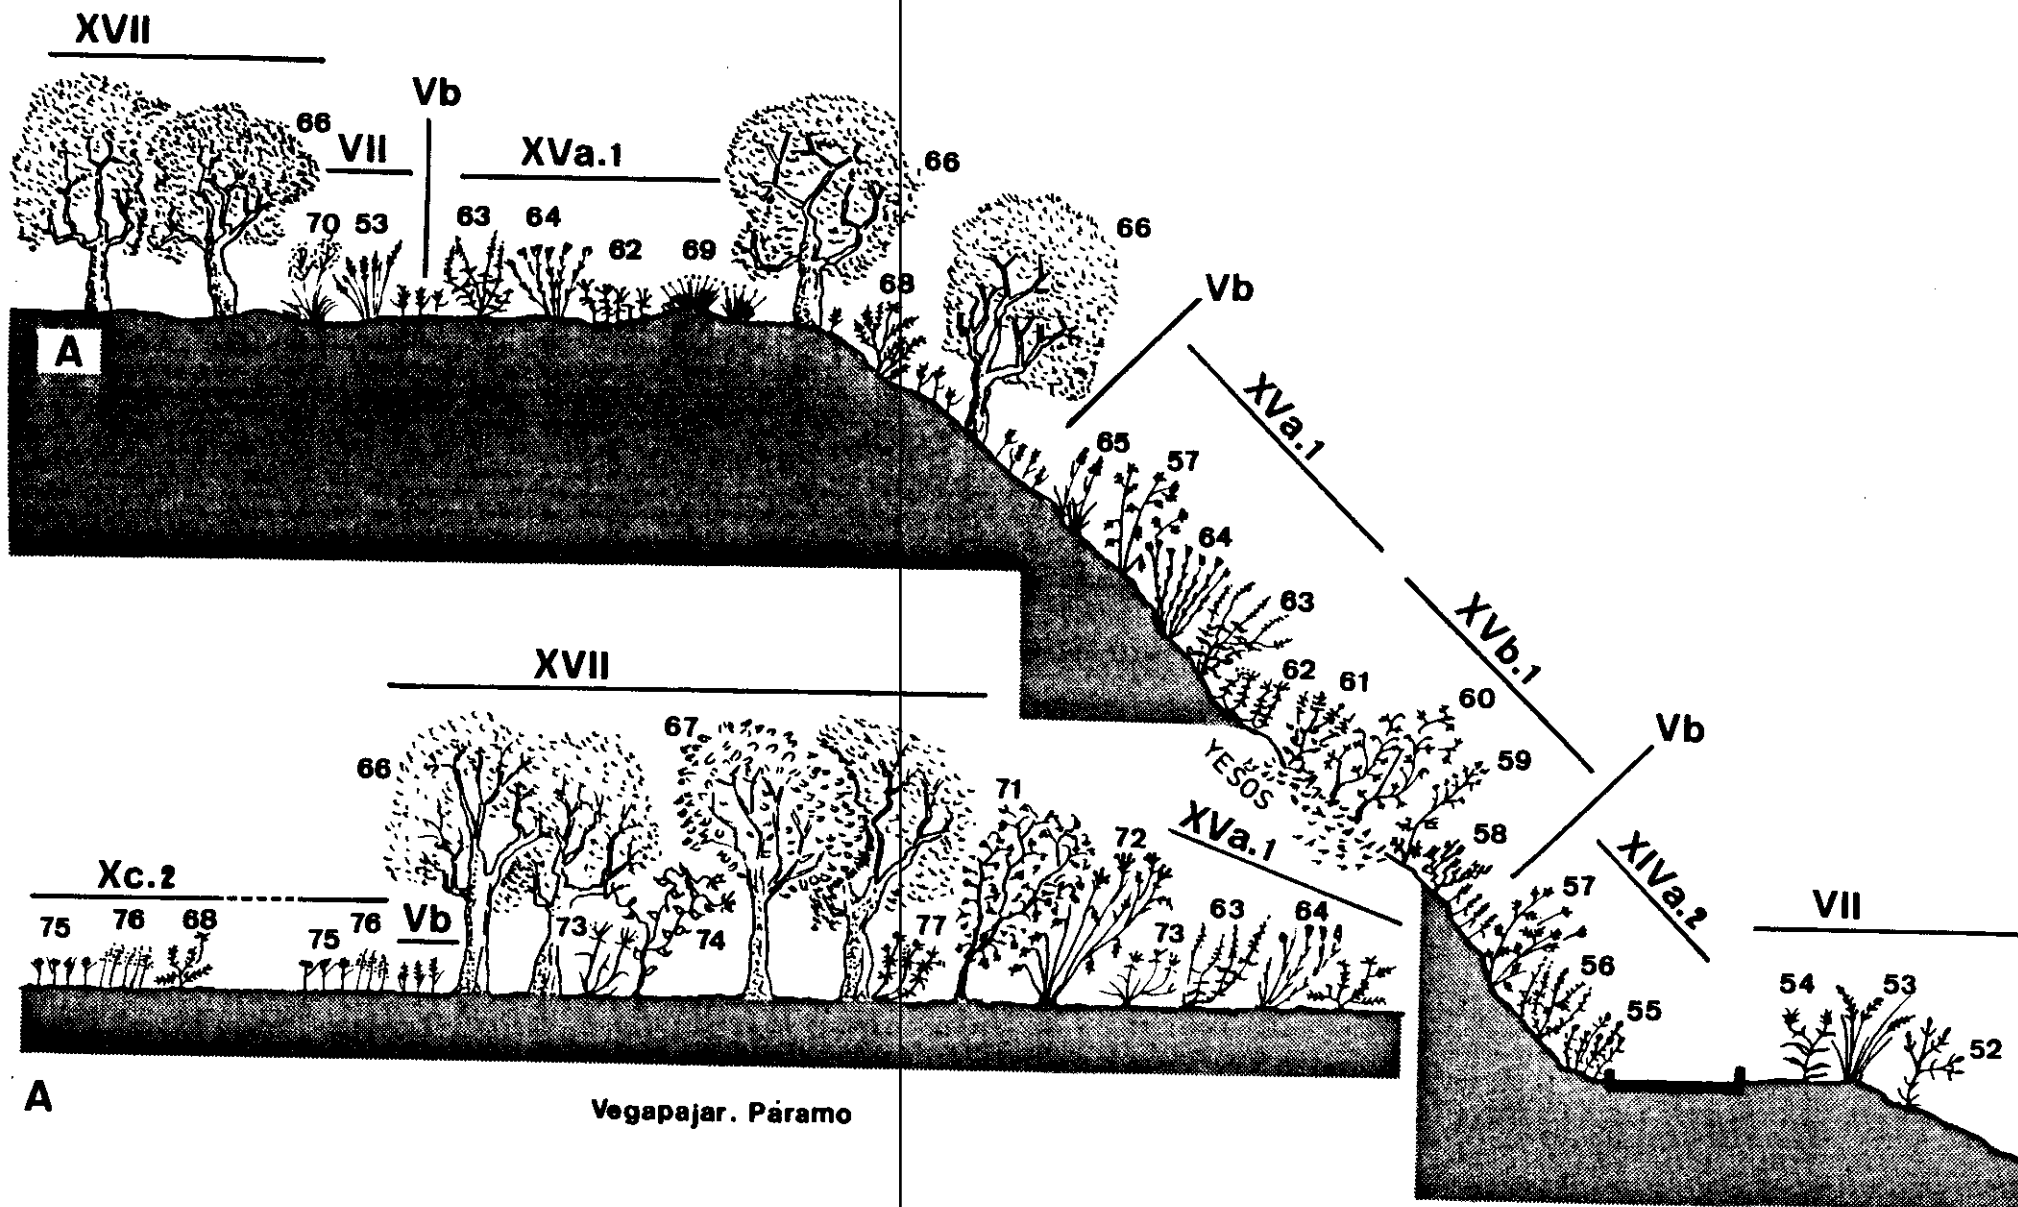 XVII
Vb
66 VII XVa.1 66
70 53 63 64 62 69 66
68
A
Vb
XVa.1
65 57
64
63
XVb.1
62 61 60
Vb
YESOS
59
58
XVII
66 67 71 72 XVa.1
XIVa.2
57
VII
Xc.2
75 76 68 75 76 Vb 73 74 77 73 63 64
56
55
54 53
52
A
Vegapajar. Páramo